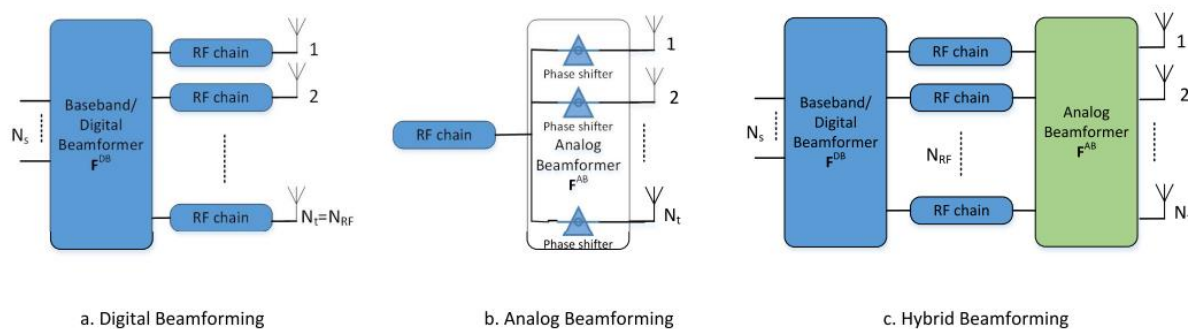 Baseband/
Digital
Beamformer
F^DB
N_s
RF chain
1
RF chain
2
RF chain
N_t=N_RF
a. Digital Beamforming
RF chain
1
Phase shifter
2
Phase shifter
Analog
Beamformer
F^AB
N_t
Phase shifter
b. Analog Beamforming
N_s
Baseband/
Digital
Beamformer
F^DB
RF chain
RF chain
N_RF
RF chain
Analog
Beamformer
F^AB
1
2
c. Hybrid Beamforming